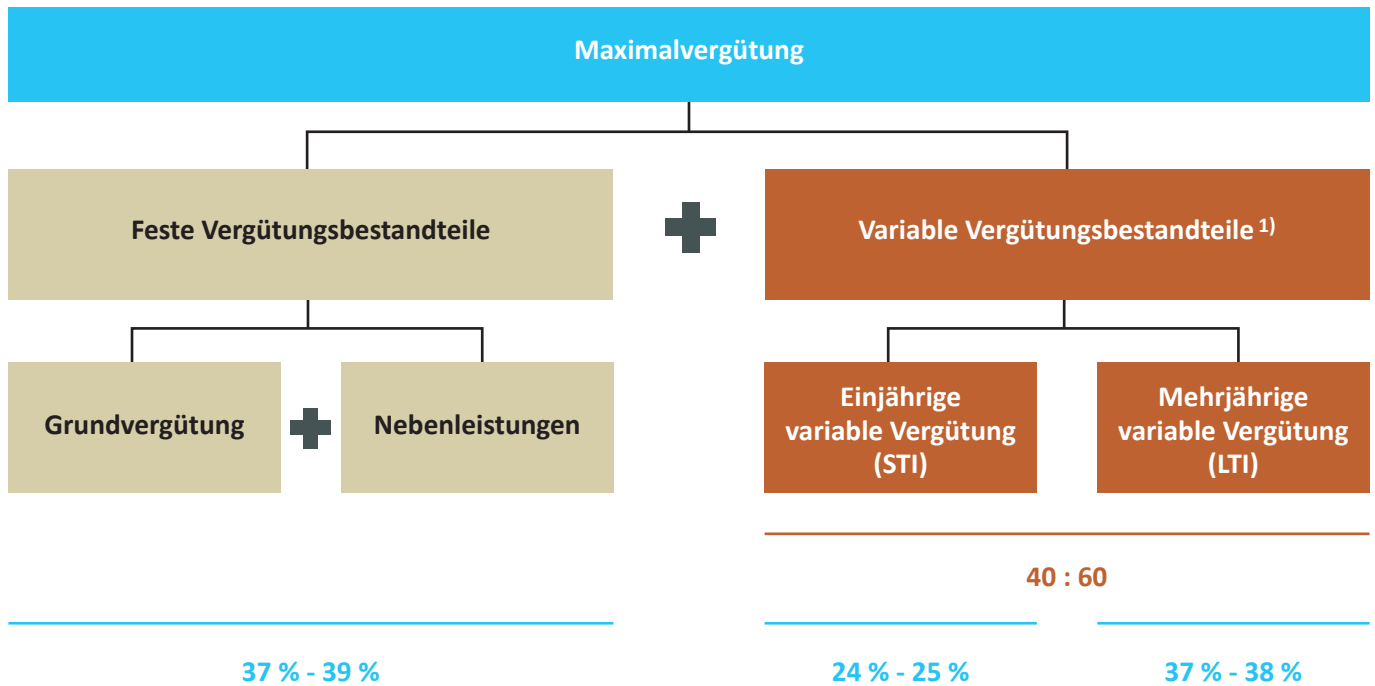 Maximalvergütung
Feste Vergütungsbestandteile
Variable Vergütungsbestandteile 1)
Grundvergütung
Nebenleistungen
Einjährige
variable Vergütung
(STI)
Mehrjährige
variable Vergütung
(LTI)
40 : 60
37 % - 39 %
24 % - 25 %
37 % - 38 %